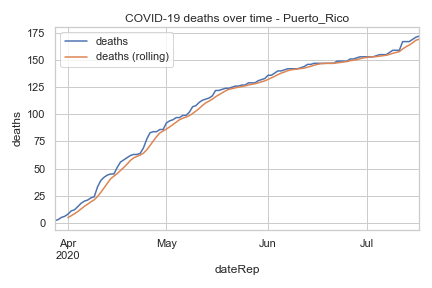 COVID-19 deaths over time - Puerto_Rico
deaths
deaths (rolling)
175
150
125
100
75
50
25
0
deaths
Apr
2020
May
Jun
Jul
dateRep